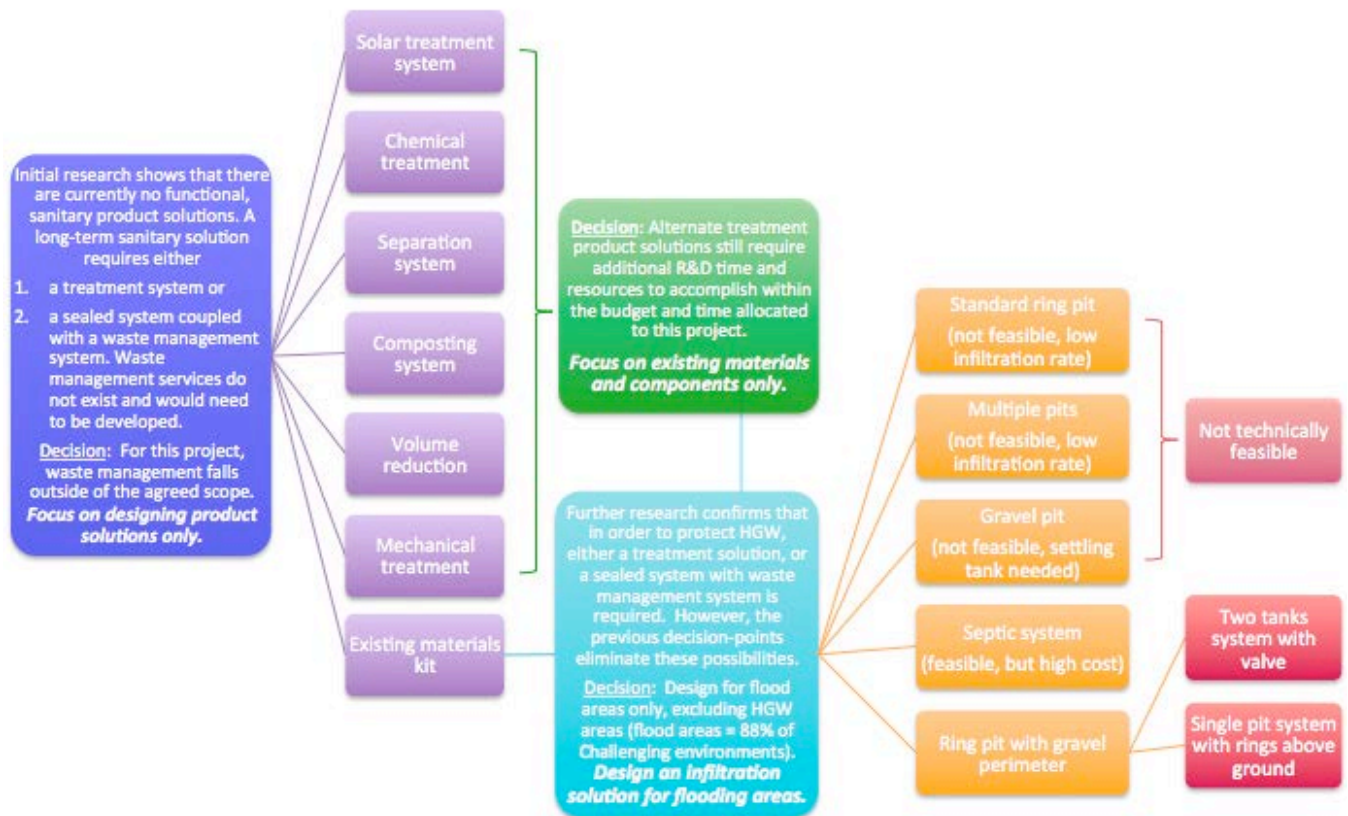 Initial research shows that there
are currently no functional,
sanitary product solutions. A
long-term sanitary solution
requires either
1. a treatment system or
2. a sealed system coupled
with a waste management
system. Waste
management services do
not exist and would need
to be developed.
Decision: For this project,
waste management falls
outside of the agreed scope.
Focus on designing product
solutions only.
Solar treatment
system
Chemical
treatment
Separation
system
Composting
system
Volume
reduction
Mechanical
treatment
Existing materials
kit
Decision: Alternate treatment
product solutions still require
additional R&D time and
resources to accomplish within
the budget and time allocated
to this project.
Focus on existing materials
and components only.
Further research confirms that
in order to protect HGW,
either a treatment solution, or
a sealed system with waste
management system is
required. However, the
previous decision-points
eliminate these possibilities.
Decision: Design for flood
areas only, excluding HGW
areas (flood areas = 88% of
Challenging environments).
Design an infiltration
solution for flooding areas.
Standard ring pit
(not feasible, low
infiltration rate)
Multiple pits
(not feasible, low
infiltration rate)
Gravel pit
(not feasible, settling
tank needed)
Septic system
(feasible, but high cost)
Ring pit with gravel
perimeter
Not technically
feasible
Two tanks
system with
valve
Single pit system
with rings above
ground